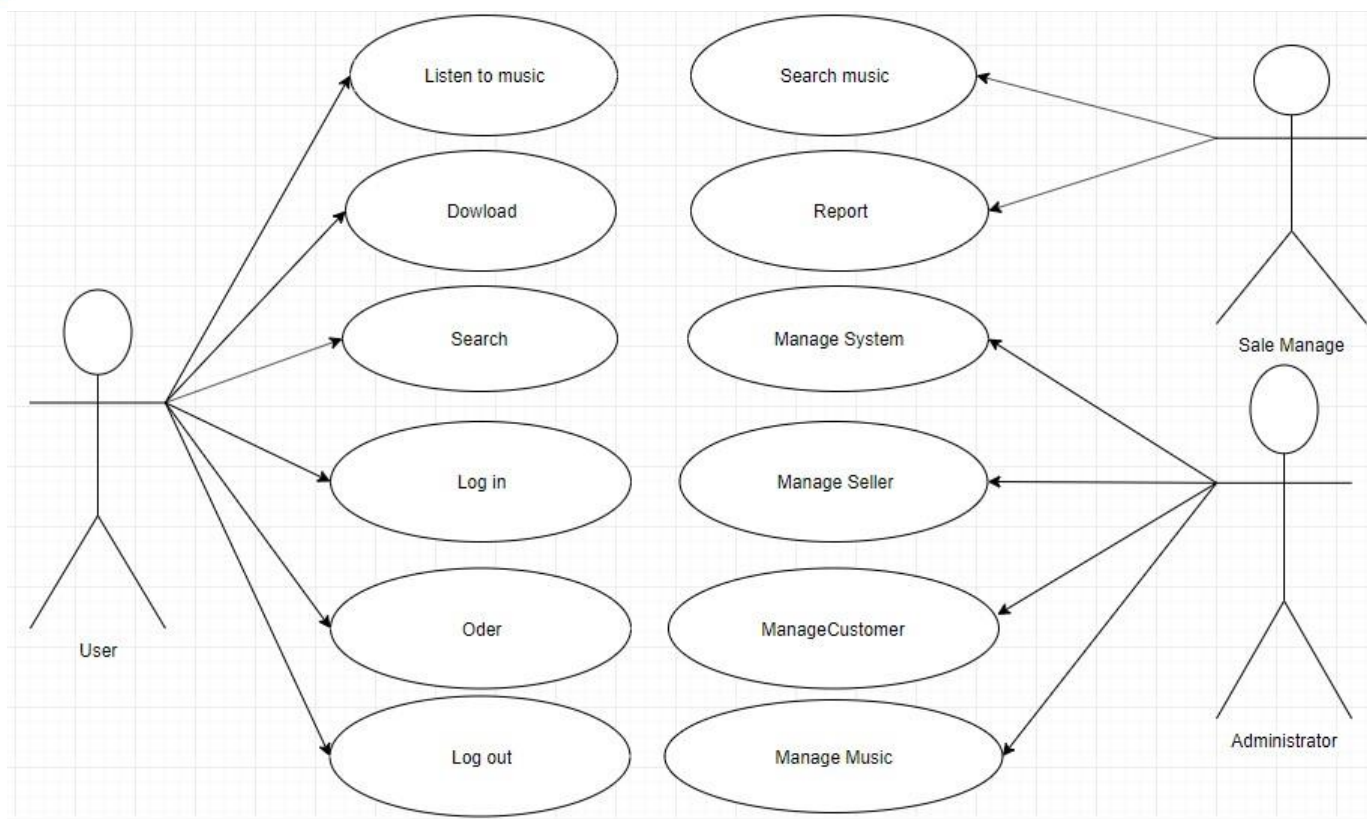 Listen to music
Search music
Dowload
Report
Search
Manage System
Sale Manage
Log in
Manage Seller
Oder
ManageCustomer
User
Log out
Manage Music
Administrator